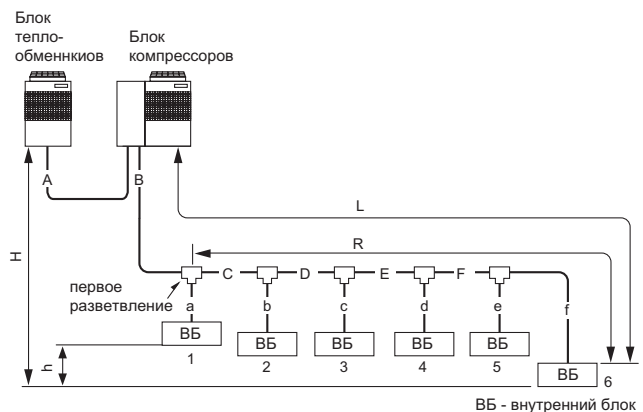 Блок
тепло-
обменнкиов
Блок
компрессоров
A
B
L
H
R
C
D
E
F
первое
разветвление
a
b
c
d
e
f
ВБ
ВБ
ВБ
ВБ
ВБ
ВБ
1
2
3
4
5
6
h
ВБ - внутренний блок